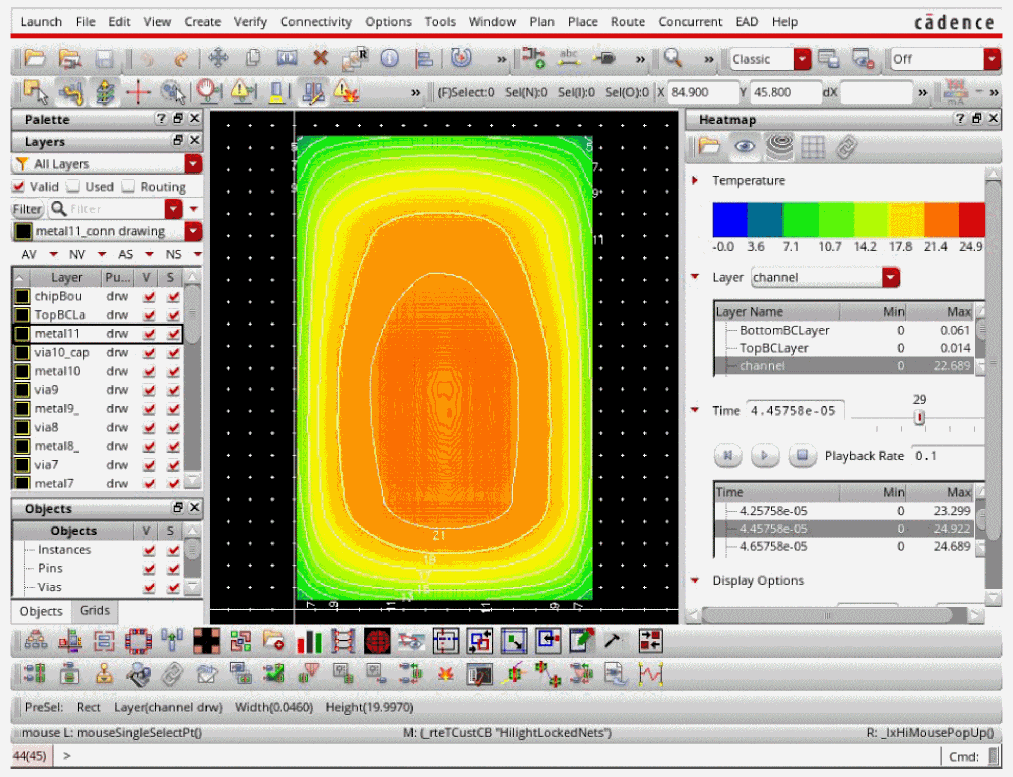 Launch File Edit View Create Verify Connectivity Options Tools Window Plan Place Route Concurrent EAD Help cādence
Classic Off
(F)Select:0 Sel(N):0 Sel(I):0 Sel(O):0 X 84.900 Y 45.800 dX
Palette
Layers
All Layers
Valid Used Routing
Filter Filter
metal11_conn drawing
AV NV AS NS
Layer Pu... V S
chipBou drw
TopBCLa drw
metal11 drw
via10_cap drw
metal10 drw
via9 drw
metal9_ drw
via8 drw
metal8_ drw
via7 drw
metal7 drw
Objects
Objects V S
Instances
Pins
Vias
Objects Grids
5 5
7 7
9 9
11
21
19
7 9 11 13 11 9 7
Heatmap
Temperature
-0.0 3.6 7.1 10.7 14.2 17.8 21.4 24.9
Layer channel
Layer Name Min Max
BottomBCLayer 0 0.061
TopBCLayer 0 0.014
channel 0 22.689
29
Time 4.45758e-05
Playback Rate 0.1
Time Min Max
4.25758e-05 0 23.299
4.45758e-05 0 24.922
4.65758e-05 0 24.689
Display Options
PreSel: Rect Layer(channel drw) Width(0.0460) Height(19.9970)
mouse L: mouseSingleSelectPt() M: (_rteTCustCB "HilightLockedNets") R: _lxHiMousePopUp()
44(45) > Cmd: